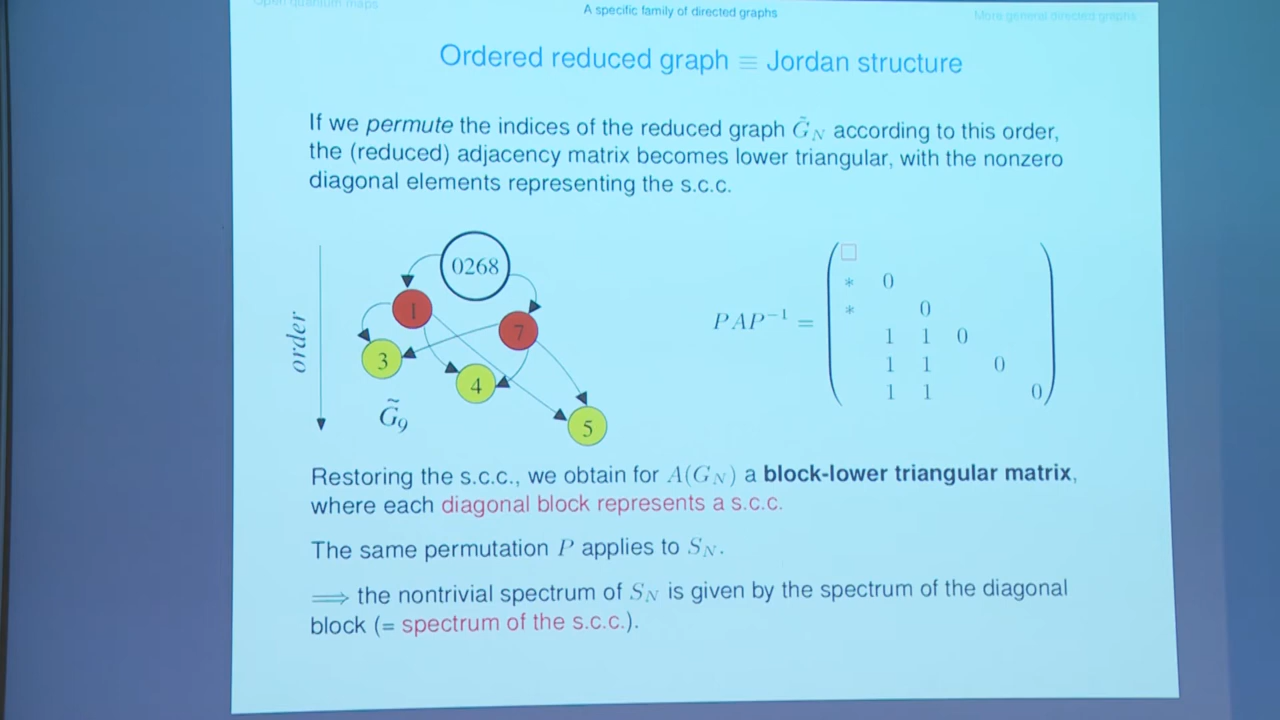 Open quantum maps
A specific family of directed graphs
More general directed graphs
Ordered reduced graph ≡ Jordan structure
If we permute the indices of the reduced graph G̃_N according to this order,
the (reduced) adjacency matrix becomes lower triangular, with the nonzero
diagonal elements representing the s.c.c.
order
0268
1
7
3
4
5
G̃_9
PAP⁻¹ =
□
* 0
* 0
1 1 0
1 1 0
1 1 0
Restoring the s.c.c., we obtain for A(G_N) a block-lower triangular matrix,
where each diagonal block represents a s.c.c.
The same permutation P applies to S_N.
⟹ the nontrivial spectrum of S_N is given by the spectrum of the diagonal
block (= spectrum of the s.c.c.).